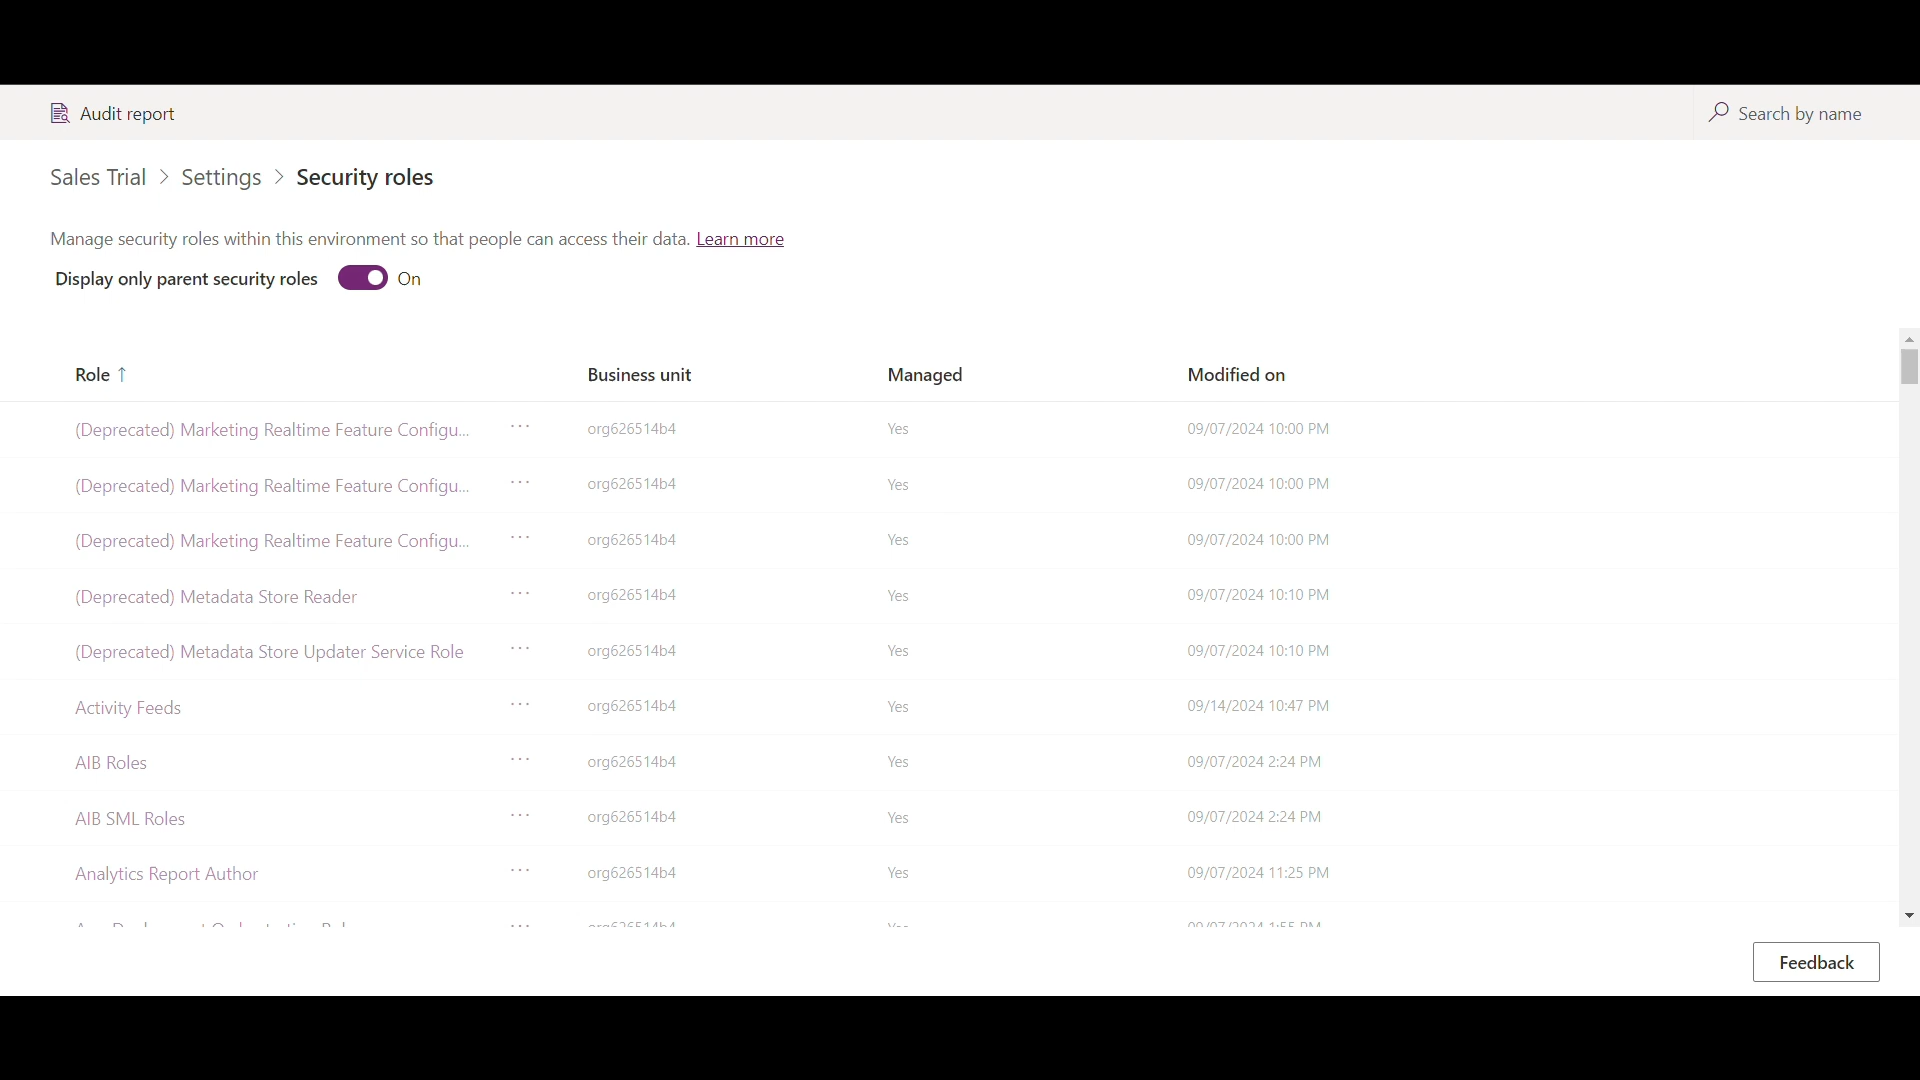 Audit report
Search by name
Sales Trial > Settings > Security roles
Manage security roles within this environment so that people can access their data. Learn more
Display only parent security roles On
Role ↑ Business unit Managed Modified on
(Deprecated) Marketing Realtime Feature Configu... ... org626514b4 Yes 09/07/2024 10:00 PM
(Deprecated) Marketing Realtime Feature Configu... ... org626514b4 Yes 09/07/2024 10:00 PM
(Deprecated) Marketing Realtime Feature Configu... ... org626514b4 Yes 09/07/2024 10:00 PM
(Deprecated) Metadata Store Reader ... org626514b4 Yes 09/07/2024 10:10 PM
(Deprecated) Metadata Store Updater Service Role ... org626514b4 Yes 09/07/2024 10:10 PM
Activity Feeds ... org626514b4 Yes 09/14/2024 10:47 PM
AIB Roles ... org626514b4 Yes 09/07/2024 2:24 PM
AIB SML Roles ... org626514b4 Yes 09/07/2024 2:24 PM
Analytics Report Author ... org626514b4 Yes 09/07/2024 11:25 PM
Feedback